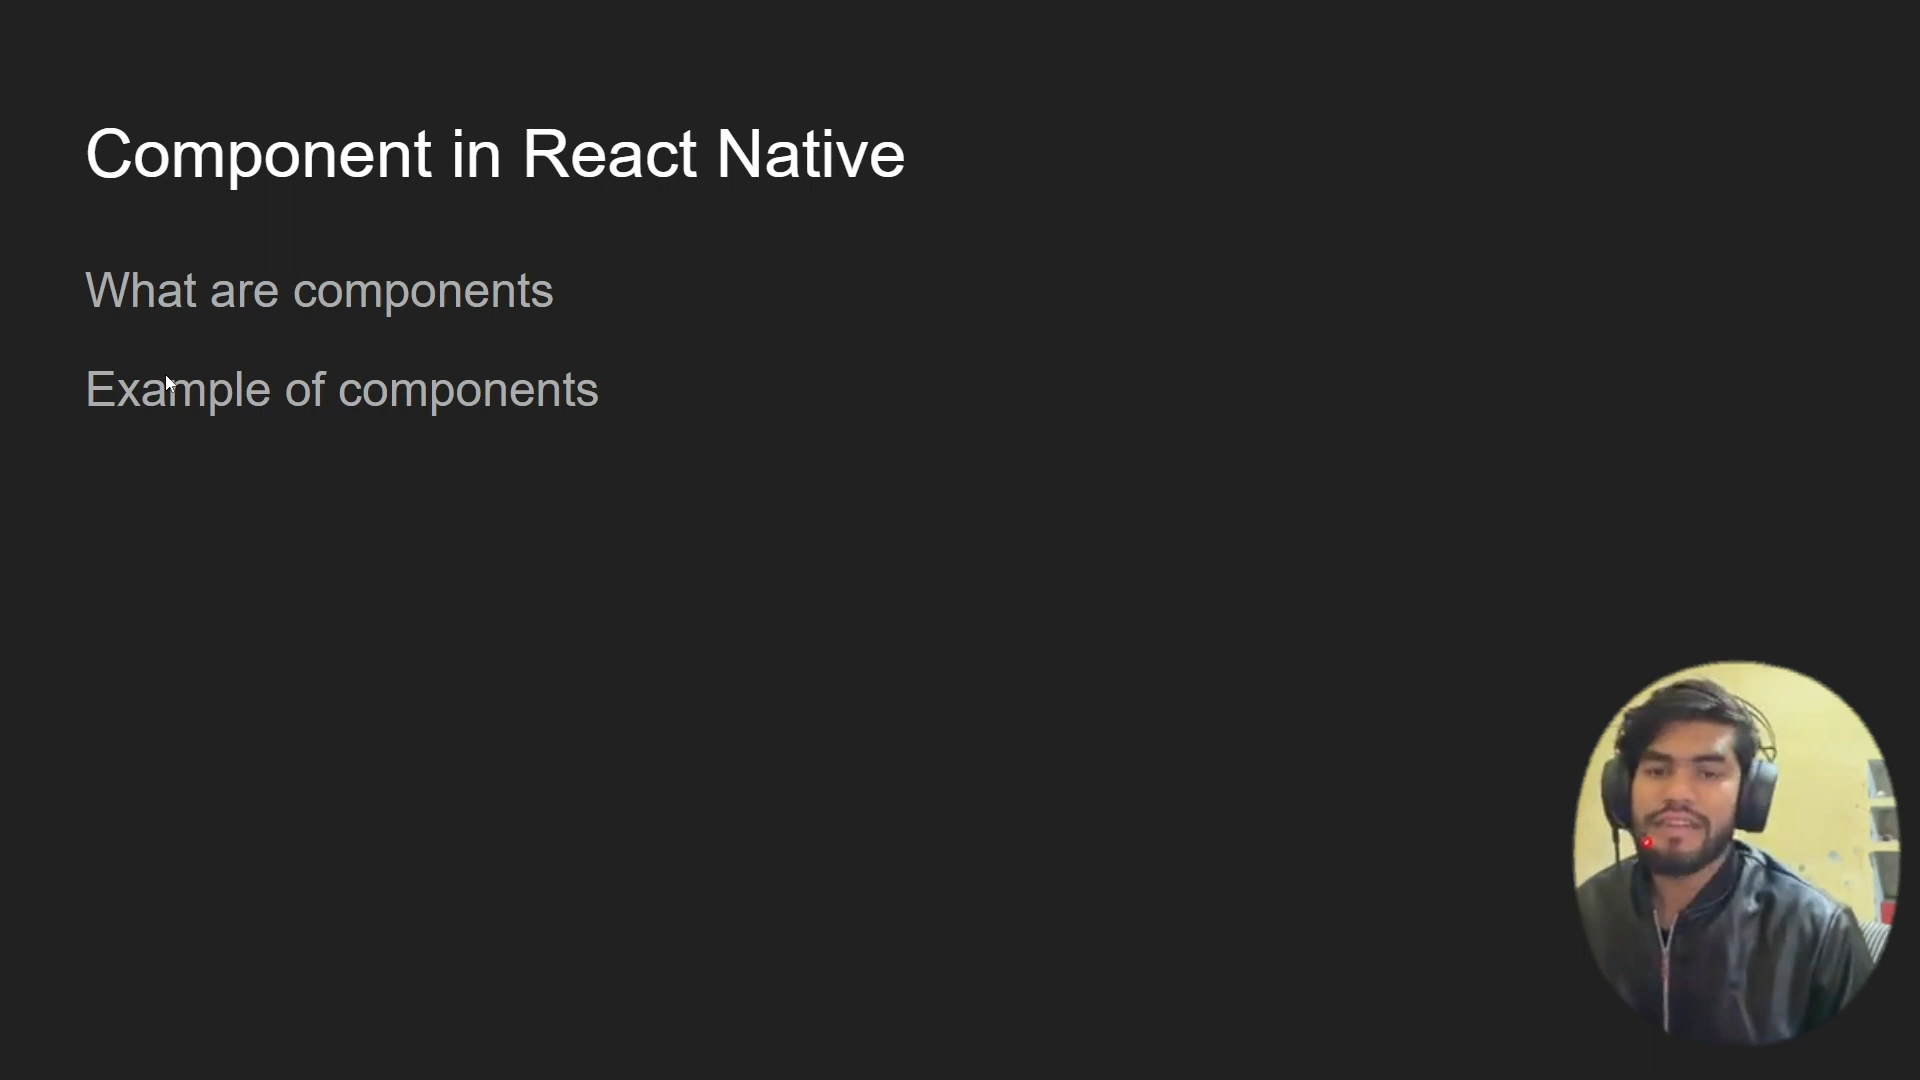 Component in React Native
What are components
Example of components